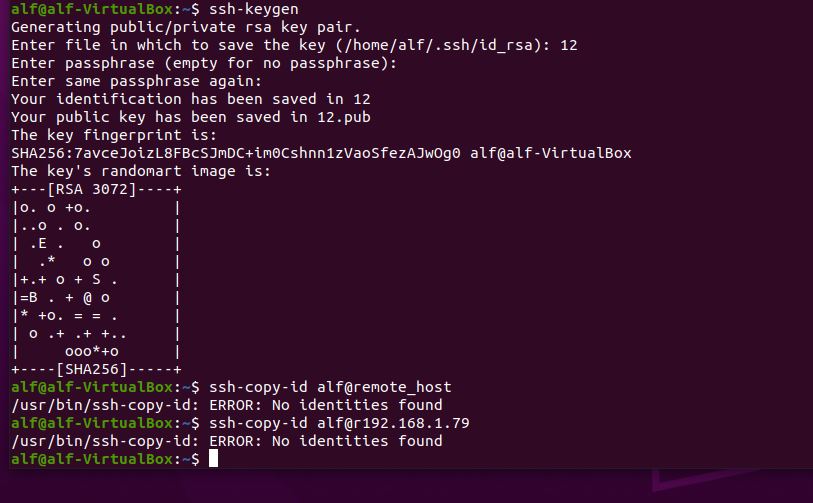 alf@alf-VirtualBox:~$ ssh-keygen
Generating public/private rsa key pair.
Enter file in which to save the key (/home/alf/.ssh/id_rsa): 12
Enter passphrase (empty for no passphrase):
Enter same passphrase again:
Your identification has been saved in 12
Your public key has been saved in 12.pub
The key fingerprint is:
SHA256:7avceJoizL8FBcSJmDC+im0Cshnn1zVaoSfezAJwOg0 alf@alf-VirtualBox
The key's randomart image is:
+---[RSA 3072]----+
|o. o +o.         |
|..o . o.         |
| .E .   o        |
|  .*   o o       |
|+.+ o + S .      |
|=B . + @ o       |
|* +o. = = .      |
| o .+ .+ +..     |
|     ooo*+o      |
+----[SHA256]-----+
alf@alf-VirtualBox:~$ ssh-copy-id alf@remote_host
/usr/bin/ssh-copy-id: ERROR: No identities found
alf@alf-VirtualBox:~$ ssh-copy-id alf@r192.168.1.79
/usr/bin/ssh-copy-id: ERROR: No identities found
alf@alf-VirtualBox:~$